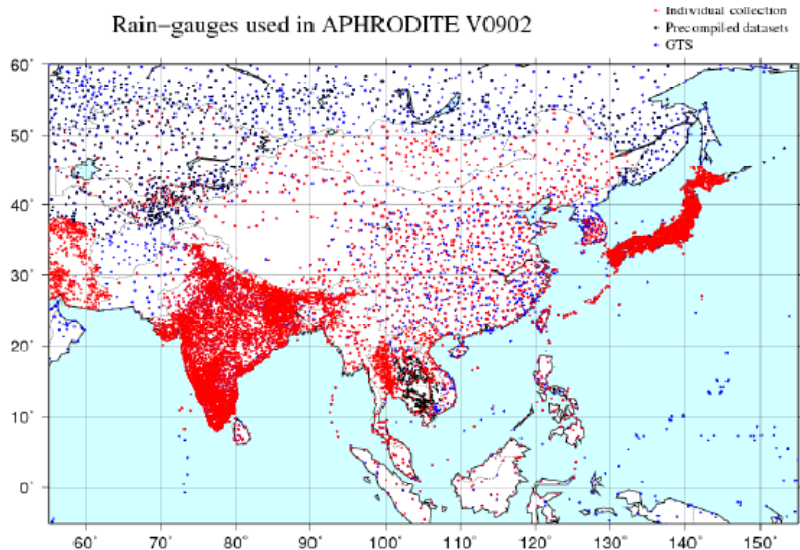 Rain-gauges used in APHRODITE V0902
Individual collection
Precompiled datasets
GTS
60°
50°
40°
30°
20°
10°
0°
60° 70° 80° 90° 100° 110° 120° 130° 140° 150°